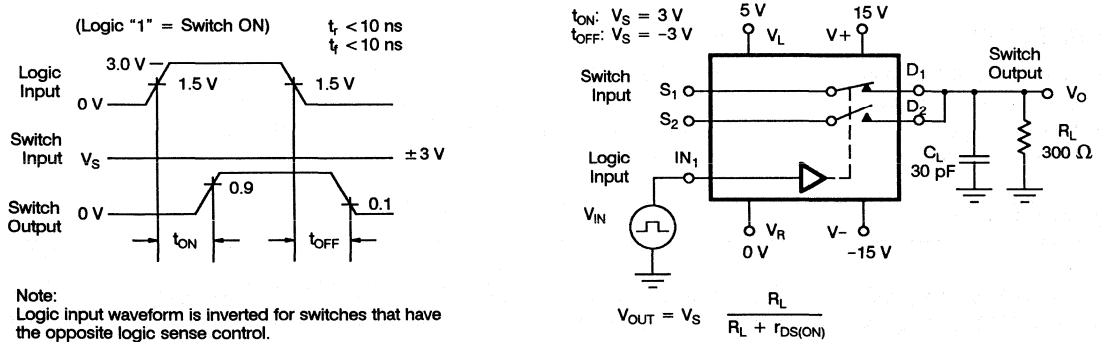 (Logic “1” = Switch ON)
tr < 10 ns
tf < 10 ns
Logic Input
3.0 V
1.5 V
1.5 V
0 V
Switch Input
VS
±3 V
0.9
Switch Output
0 V
0.1
tON
tOFF
Note:
Logic input waveform is inverted for switches that have
the opposite logic sense control.
tON: VS = 3 V
tOFF: VS = −3 V
5 V
15 V
VL
V+
Switch Input
Switch Output
S1
D1
VO
S2
D2
Logic Input
IN1
CL
30 pF
RL
300 Ω
VIN
VR
V−
0 V
−15 V
VOUT = VS RL / RL + rDS(ON)